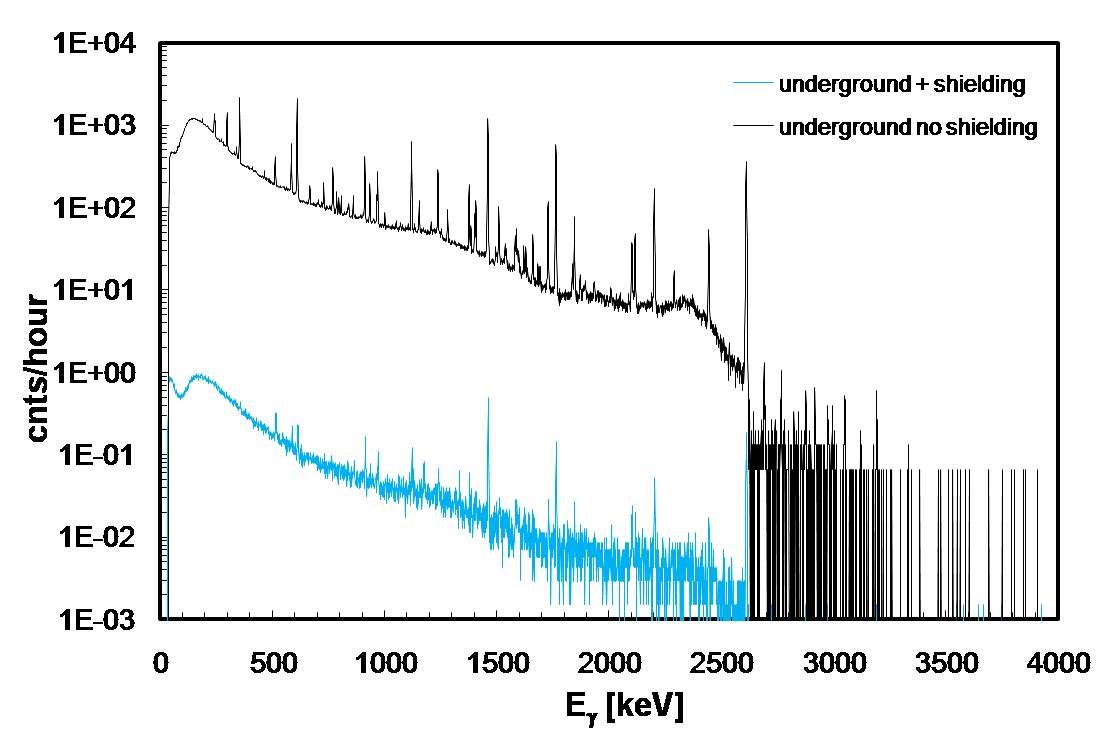 1E+04
underground + shielding
1E+03
underground no shielding
1E+02
1E+01
1E+00
1E-01
1E-02
1E-03
cnts/hour
0 500 1000 1500 2000 2500 3000 3500 4000
Eγ [keV]